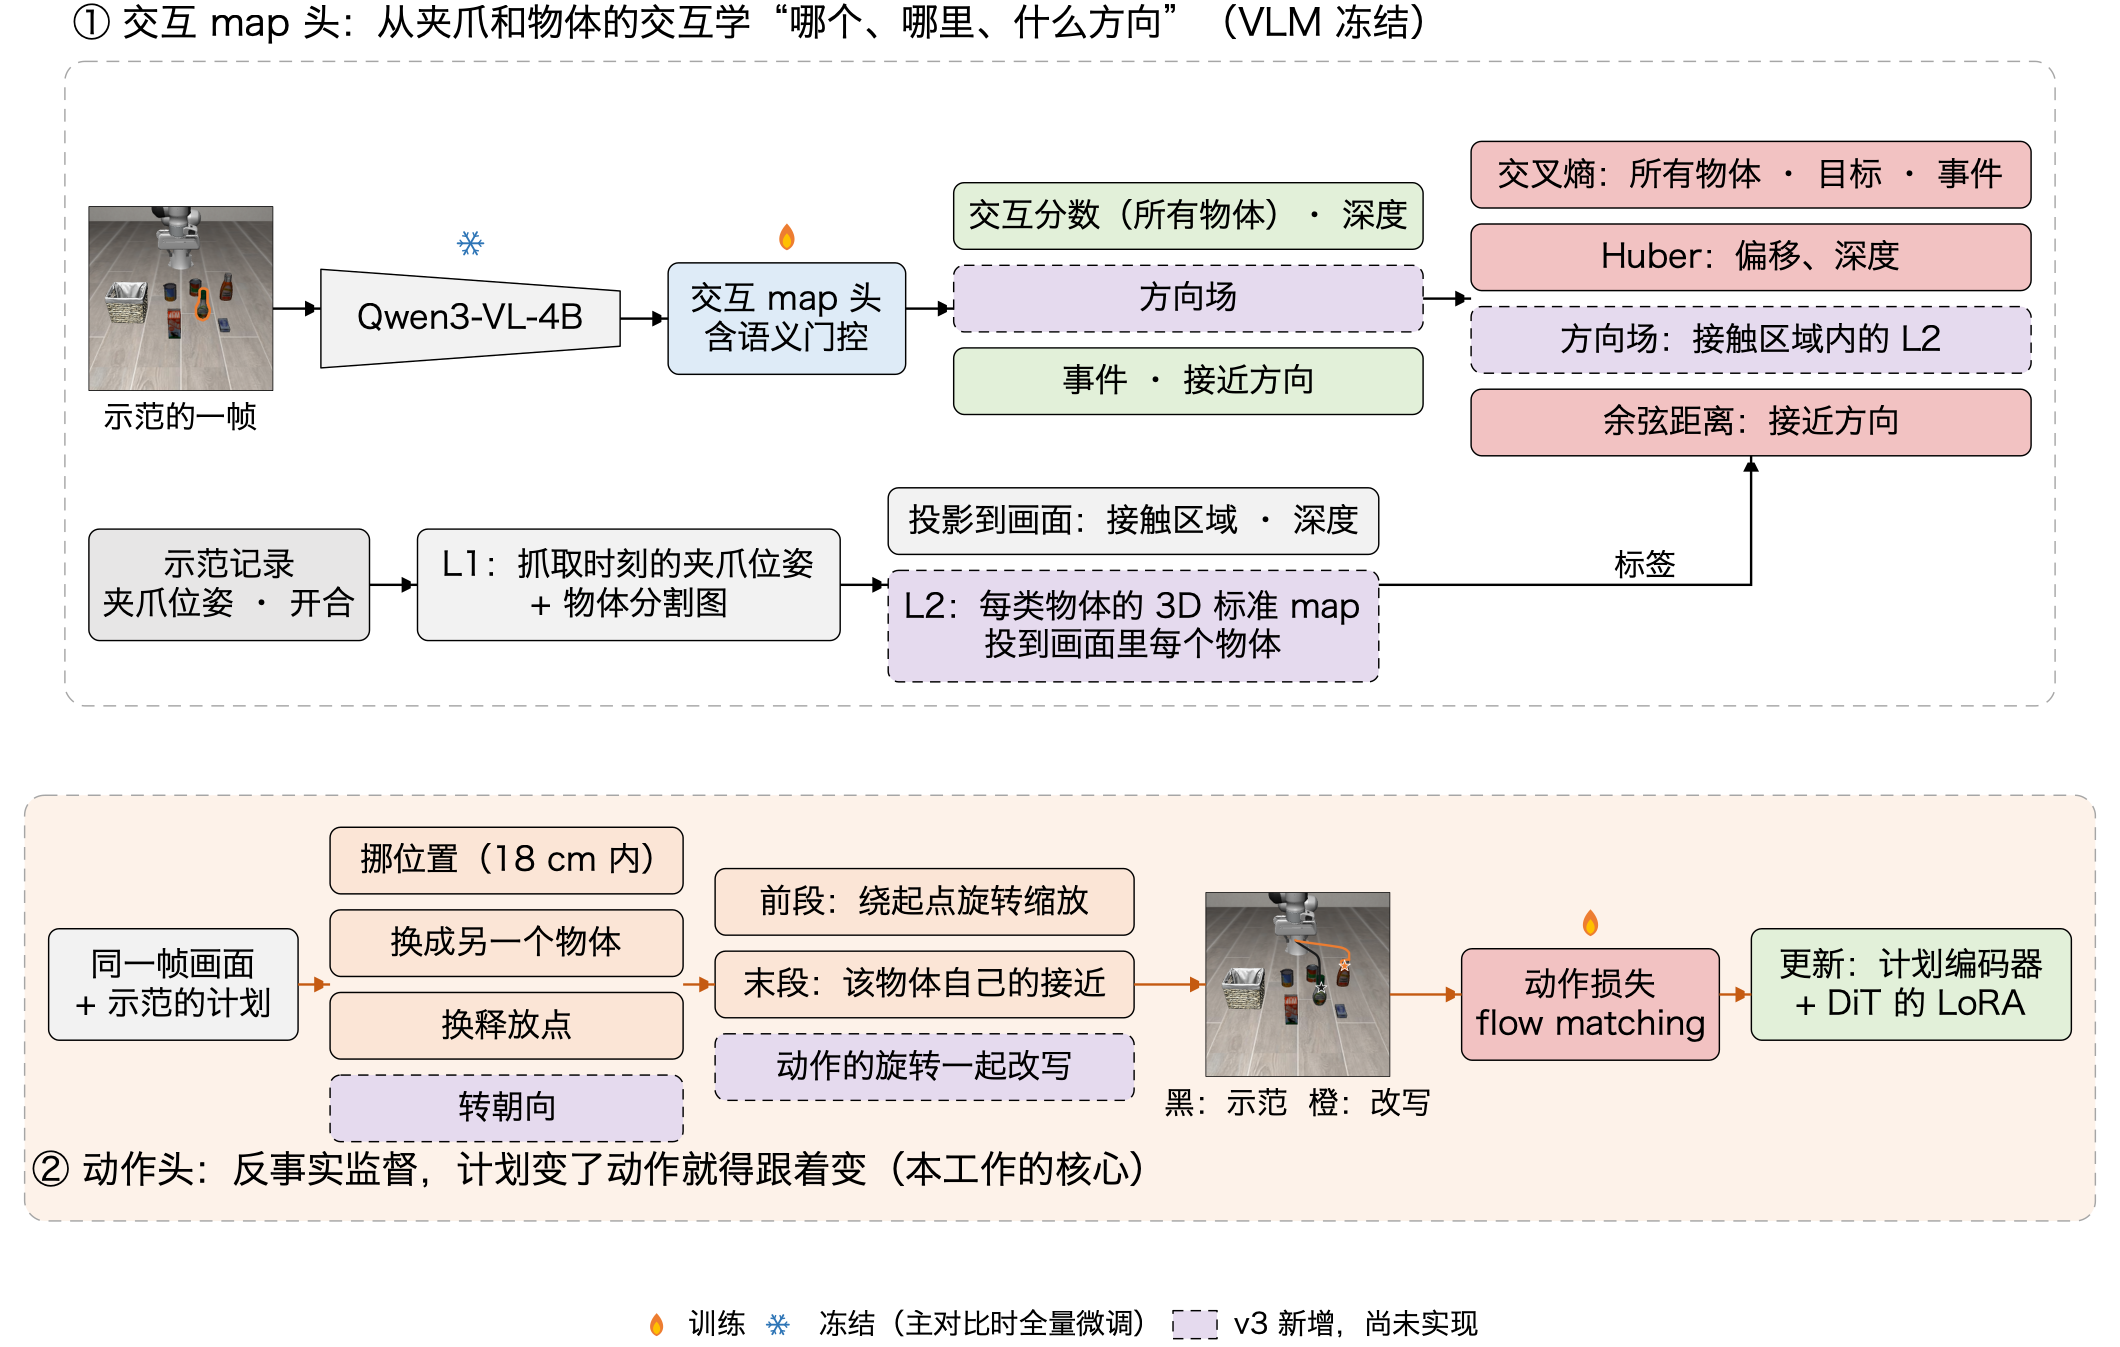 ① 交互 map 头：从夹爪和物体的交互学“哪个、哪里、什么方向”（VLM 冻结）
示范的一帧
Qwen3-VL-4B
交互 map 头
含语义门控
交互分数（所有物体）· 深度
方向场
事件 · 接近方向
交叉熵：所有物体 · 目标 · 事件
Huber：偏移、深度
方向场：接触区域内的 L2
余弦距离：接近方向
示范记录
夹爪位姿 · 开合
L1：抓取时刻的夹爪位姿
+ 物体分割图
投影到画面：接触区域 · 深度
L2：每类物体的 3D 标准 map
投到画面里每个物体
标签
同一帧画面
+ 示范的计划
挪位置（18 cm 内）
换成另一个物体
换释放点
转朝向
前段：绕起点旋转缩放
末段：该物体自己的接近
动作的旋转一起改写
黑：示范 橙：改写
动作损失
flow matching
更新：计划编码器
+ DiT 的 LoRA
② 动作头：反事实监督，计划变了动作就得跟着变（本工作的核心）
训练
冻结（主对比时全量微调）
v3 新增，尚未实现